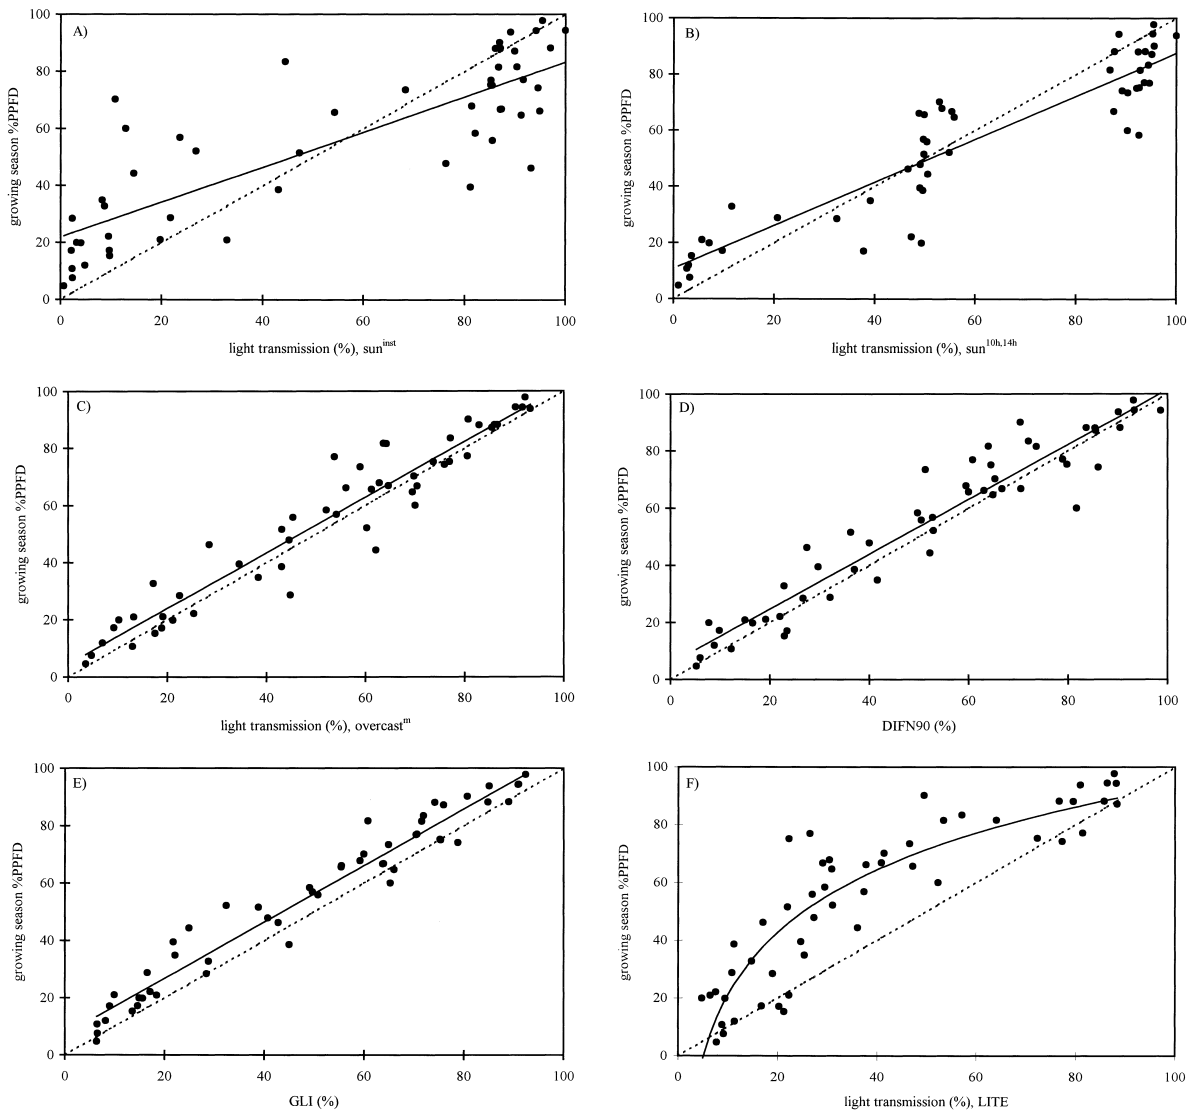 A)
growing season %PPFD
100
80
60
40
20
0
0 20 40 60 80 100
light transmission (%), sun^inst
B)
growing season %PPFD
100
80
60
40
20
0
0 20 40 60 80 100
light transmission (%), sun^10h,14h
C)
growing season %PPFD
100
80
60
40
20
0
0 20 40 60 80 100
light transmission (%), overcast^m
D)
growing season %PPFD
100
80
60
40
20
0
0 20 40 60 80 100
DIFN90 (%)
E)
growing season %PPFD
100
80
60
40
20
0
0 20 40 60 80 100
GLI (%)
F)
growing season %PPFD
100
80
60
40
20
0
0 20 40 60 80 100
light transmission (%), LITE